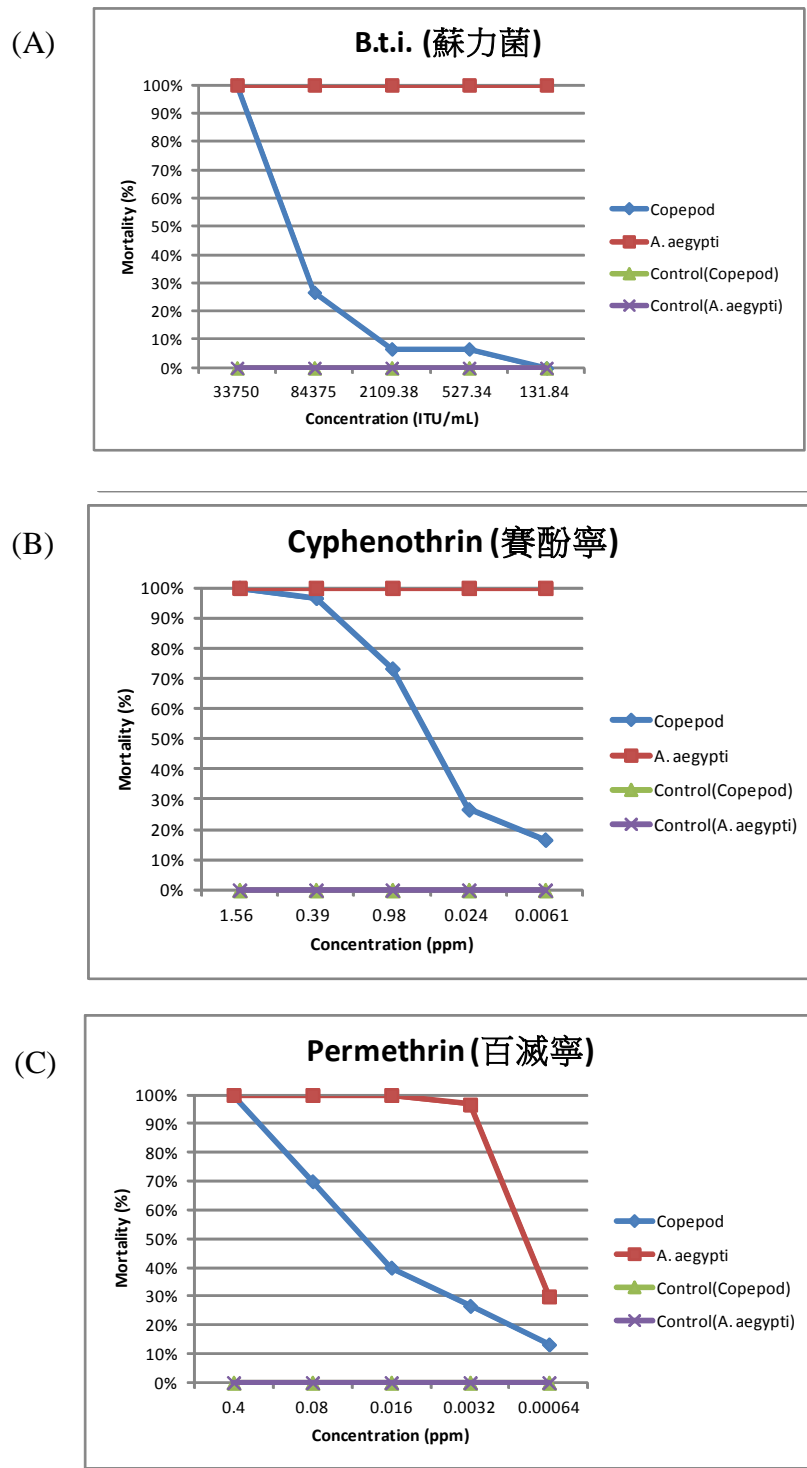 (A)
B.t.i. (蘇力菌)
100%
90%
80%
70%
60%
50%
40%
30%
20%
10%
0%
Mortality (%)
33750 84375 2109.38 527.34 131.84
Concentration (ITU/mL)
Copepod
A. aegypti
Control(Copepod)
Control(A. aegypti)
(B)
Cyphenothrin (賽酚寧)
100%
90%
80%
70%
60%
50%
40%
30%
20%
10%
0%
Mortality (%)
1.56 0.39 0.98 0.024 0.0061
Concentration (ppm)
Copepod
A. aegypti
Control(Copepod)
Control(A. aegypti)
(C)
Permethrin (百滅寧)
100%
90%
80%
70%
60%
50%
40%
30%
20%
10%
0%
Mortality (%)
0.4 0.08 0.016 0.0032 0.00064
Concentration (ppm)
Copepod
A. aegypti
Control(Copepod)
Control(A. aegypti)